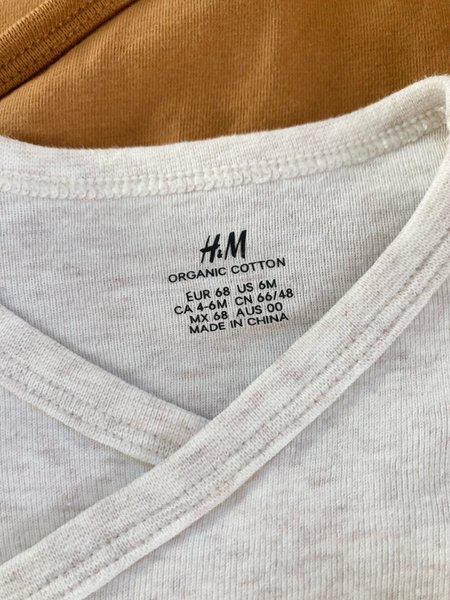 H&M
ORGANIC COTTON
EUR 68 US 6M
CA 4-6M CN 66/48
MX 68 AUS 00
MADE IN CHINA